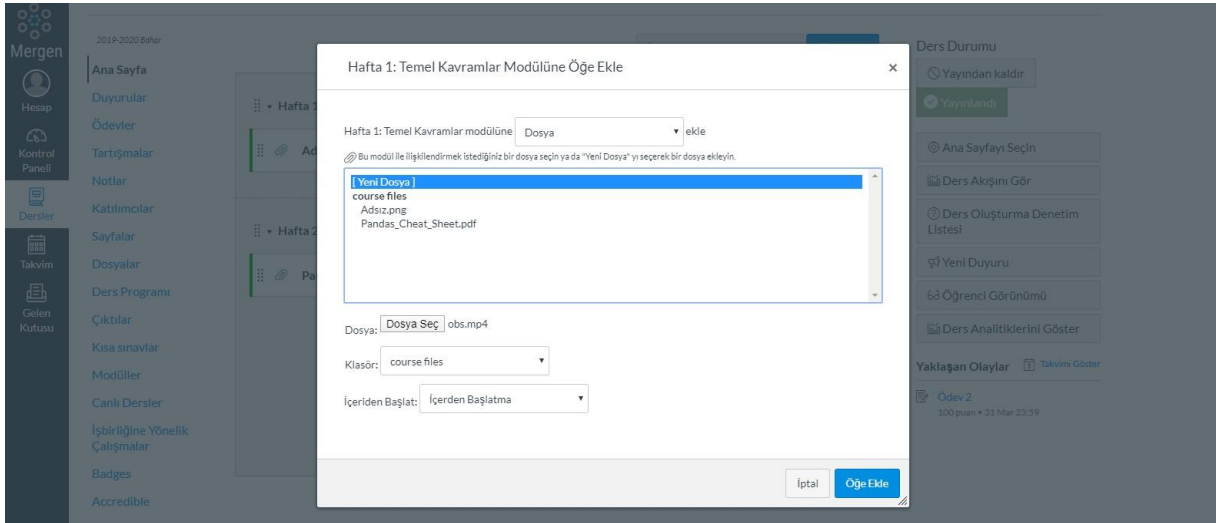 Mergen
Hesap
Kontrol
Paneli
Dersler
Takvim
Gelen
Kutusu
2019-2020 Bahar
Ana Sayfa
Duyurular
Ödevler
Tartışmalar
Notlar
Katılımcılar
Sayfalar
Dosyalar
Ders Programı
Çıktılar
Kısa sınavlar
Modüller
Canlı Dersler
İşbirliğine Yönelik
Çalışmalar
Badges
Accredible
Hafta 1
Ad
Hafta 2
Pa
Hafta 1: Temel Kavramlar Modülüne Öğe Ekle
×
Hafta 1: Temel Kavramlar modülüne Dosya ekle
Bu modül ile ilişkilendirmek istediğiniz bir dosya seçin ya da "Yeni Dosya" yı seçerek bir dosya ekleyin.
[ Yeni Dosya ]
course files
Adsız.png
Pandas_Cheat_Sheet.pdf
Dosya: Dosya Seç obs.mp4
Klasör: course files
İçeriden Başlat: İçerden Başlatma
İptal Öğe Ekle
Ders Durumu
Yayından kaldır
Yayınlandı
Ana Sayfayı Seçin
Ders Akışını Gör
Ders Oluşturma Denetim
Listesi
Yeni Duyuru
Öğrenci Görünümü
Ders Analitiklerini Göster
Yaklaşan Olaylar Takvimi Göster
Ödev 2
100 puan • 31 Mar 23:59